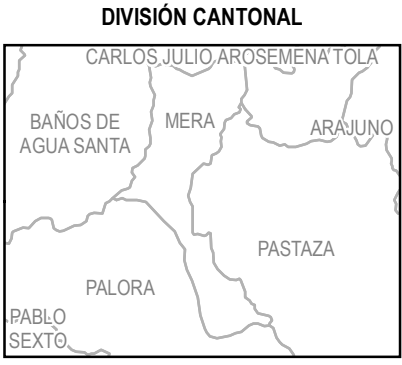 DIVISIÓN CANTONAL
CARLOS JULIO AROSEMENA TOLA
BAÑOS DE
AGUA SANTA
MERA
ARAJUNO
PASTAZA
PALORA
PABLO
SEXTO